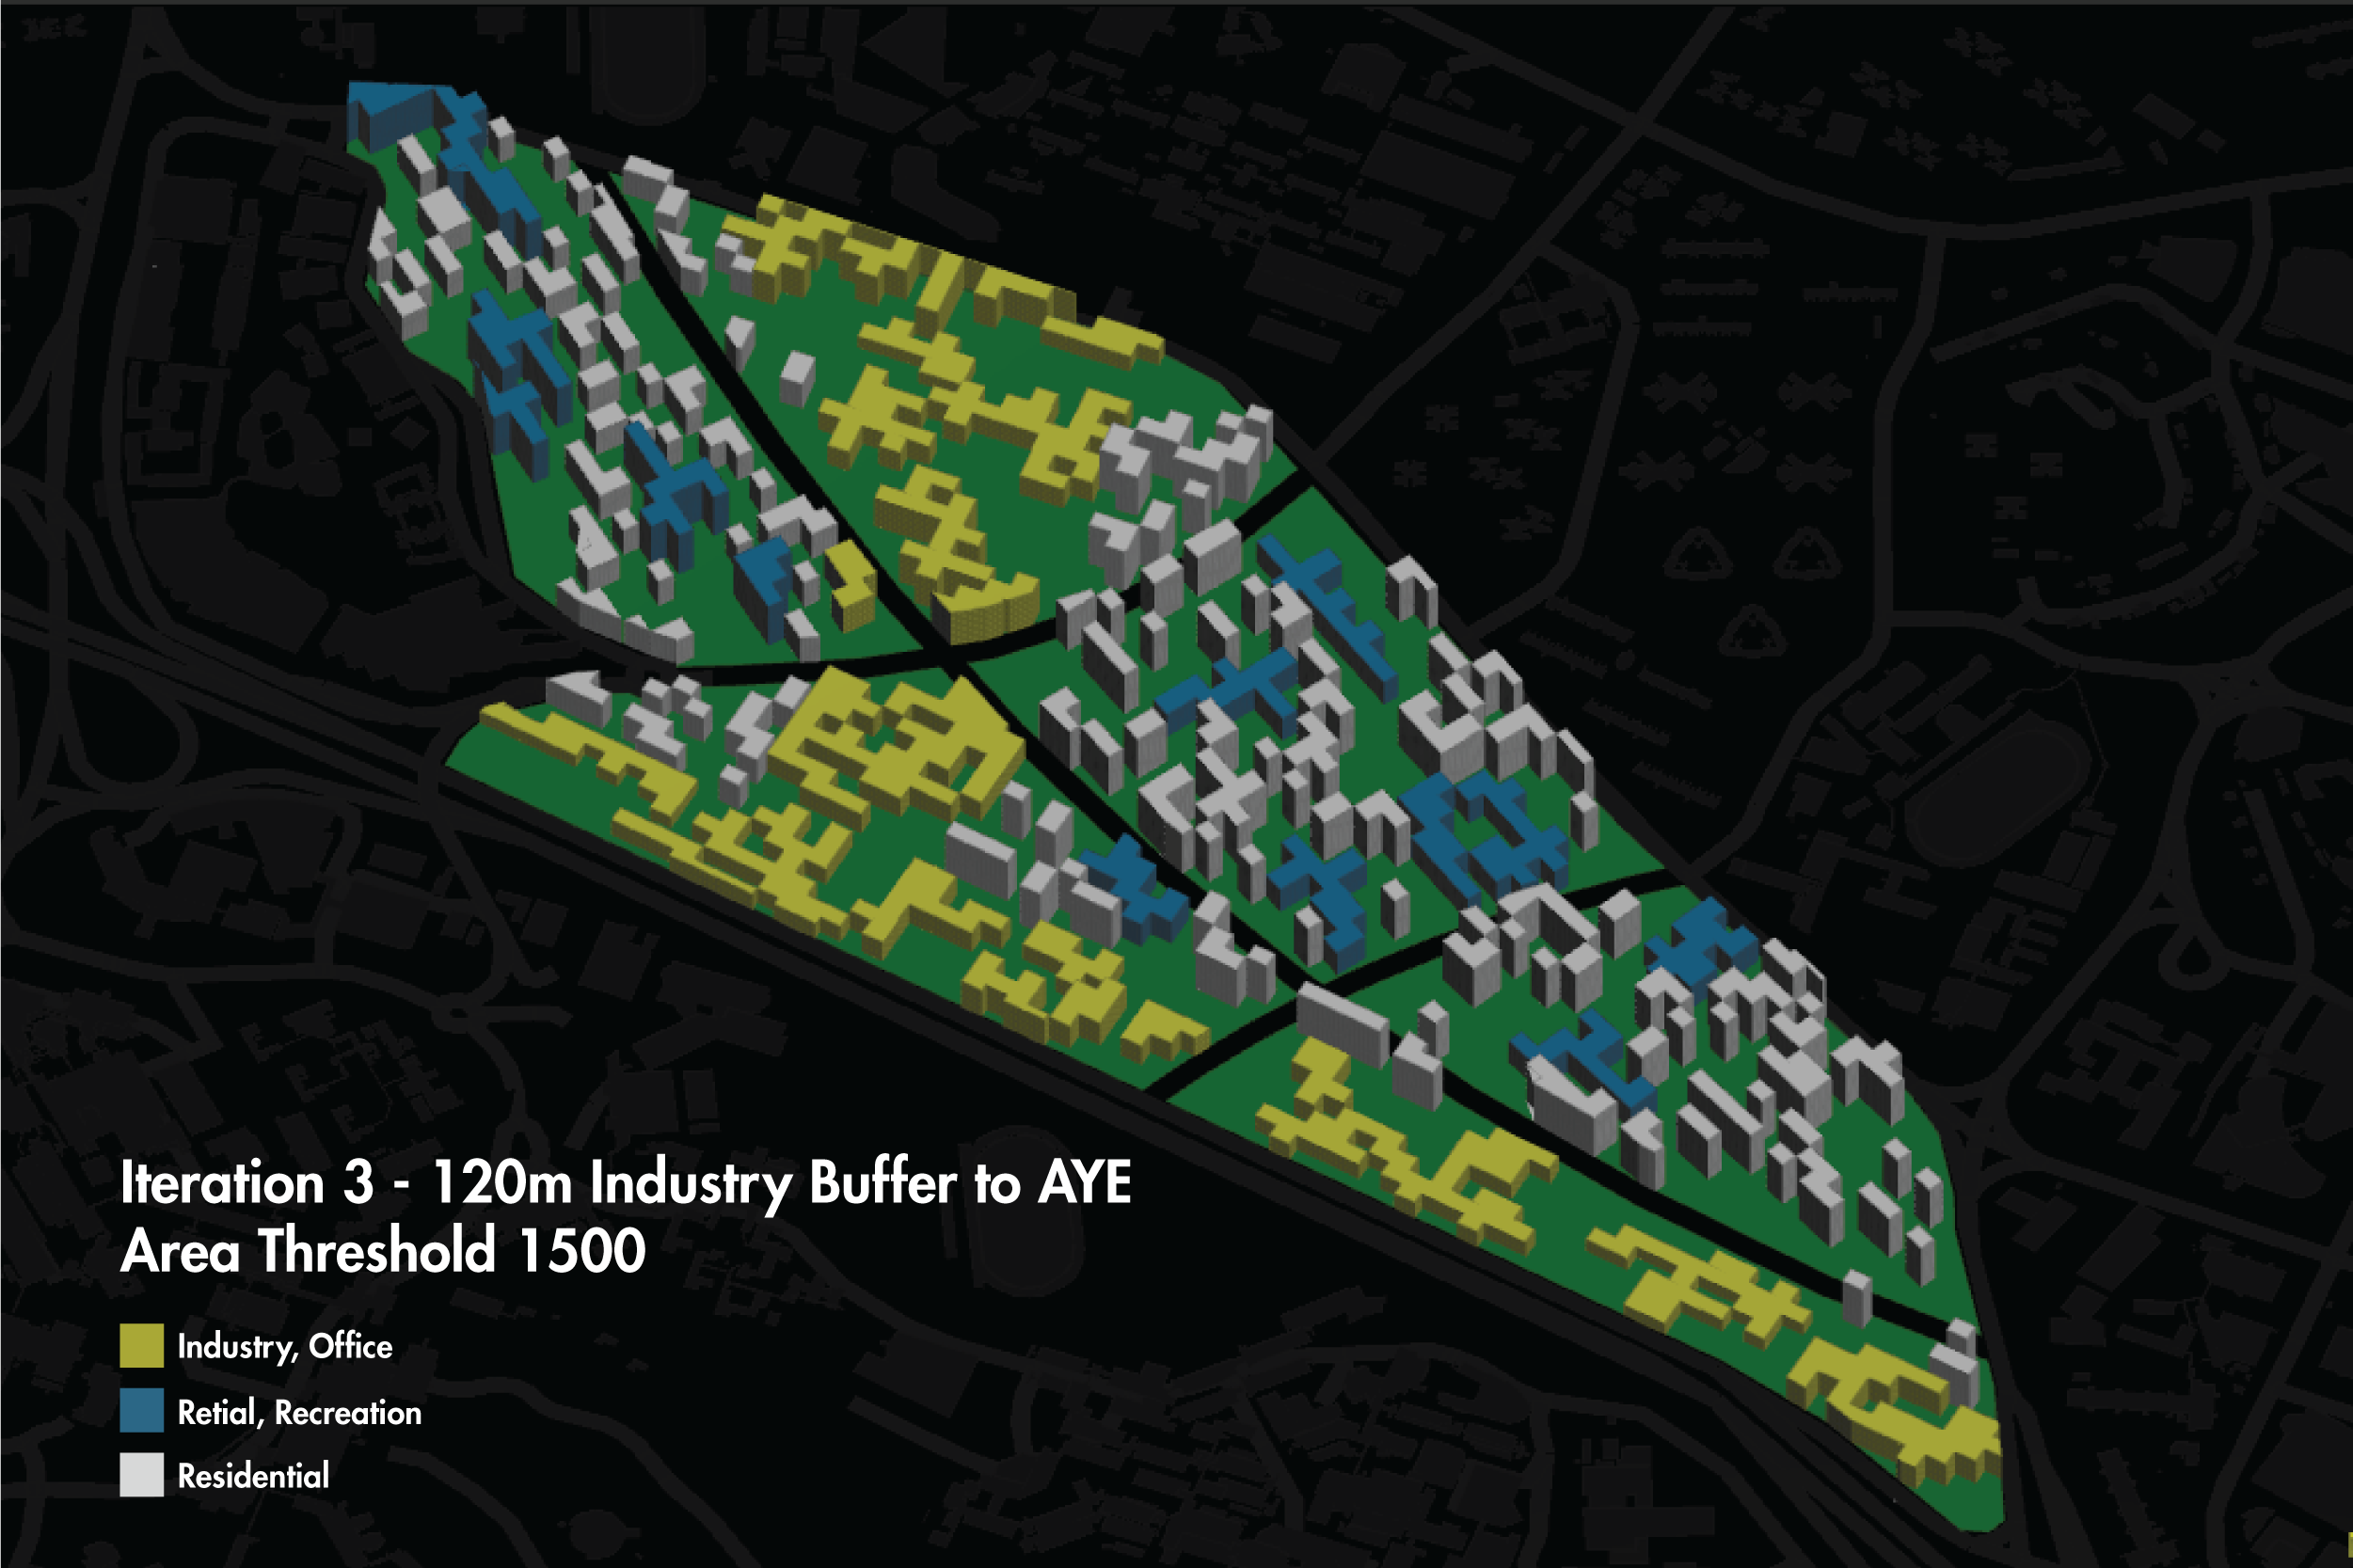 Iteration 3 - 120m Industry Buffer to AYE
Area Threshold 1500
Industry, Office
Retial, Recreation
Residential